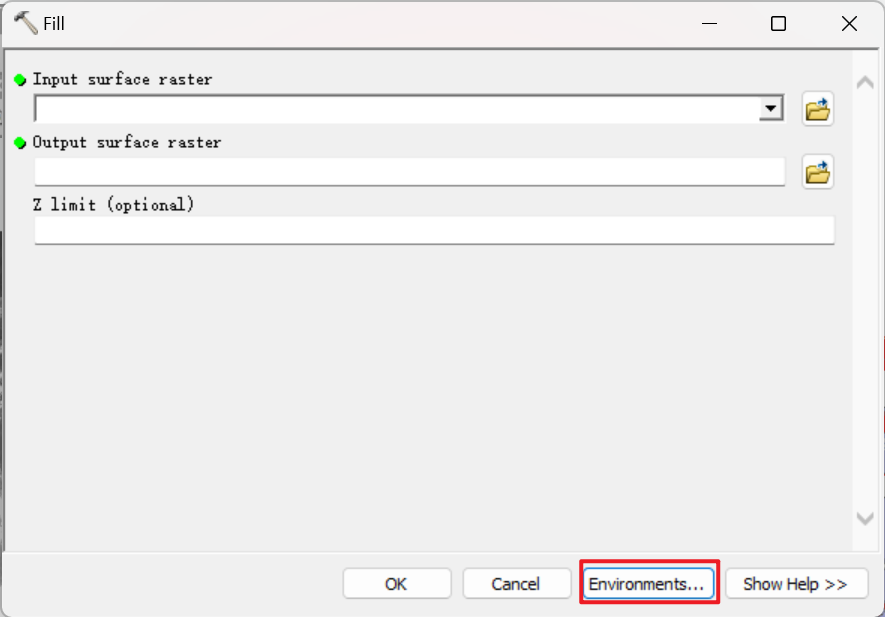 Fill
Input surface raster
Output surface raster
Z limit (optional)
OK Cancel Environments... Show Help >>